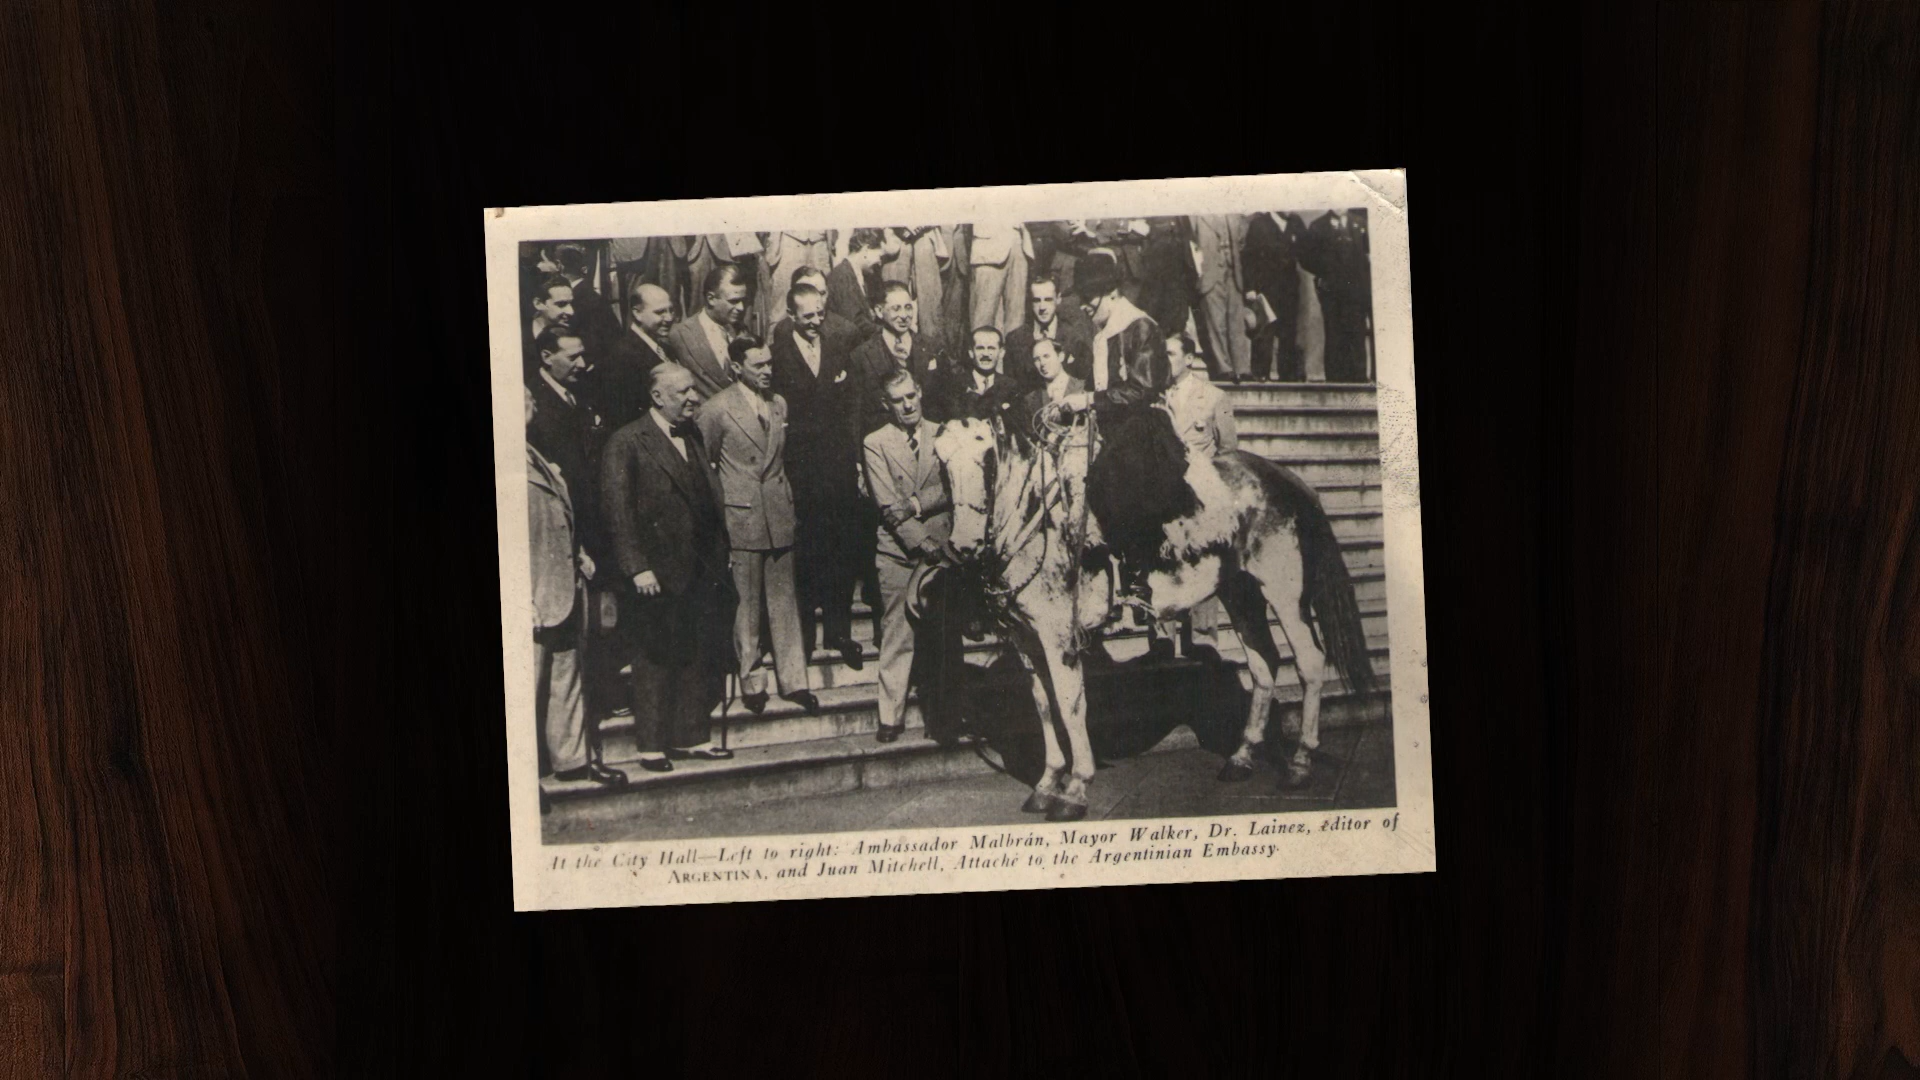 At the City Hall—Left to right: Ambassador Malbrán, Mayor Walker, Dr. Lainez, editor of
ARGENTINA, and Juan Mitchell, Attaché to the Argentinian Embassy.